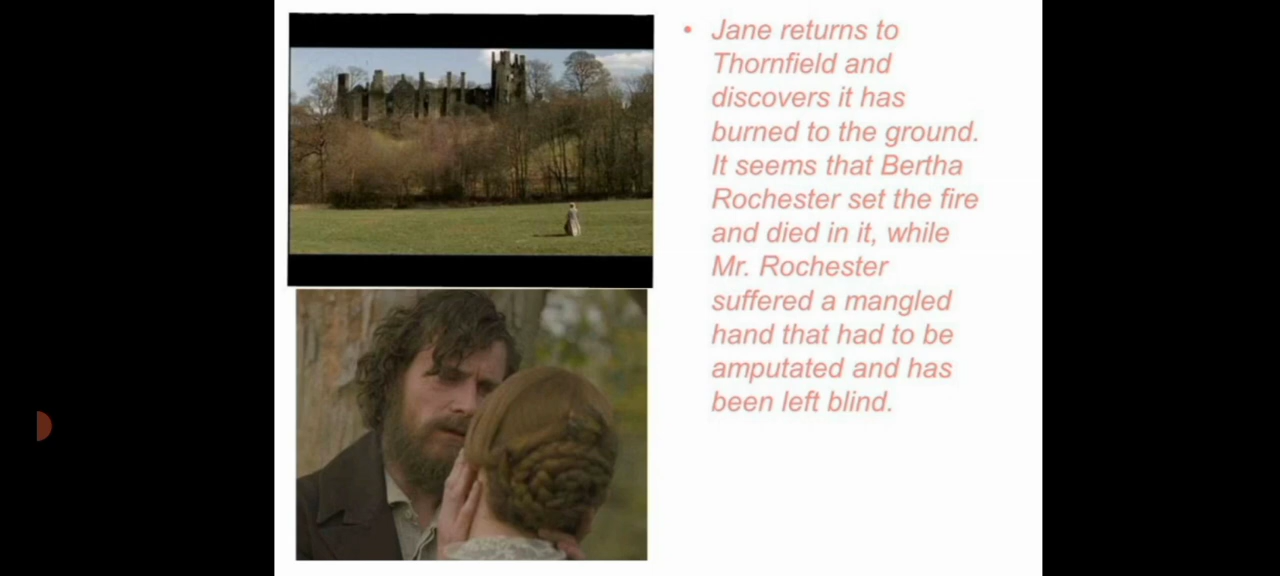 • Jane returns to
Thornfield and
discovers it has
burned to the ground.
It seems that Bertha
Rochester set the fire
and died in it, while
Mr. Rochester
suffered a mangled
hand that had to be
amputated and has
been left blind.